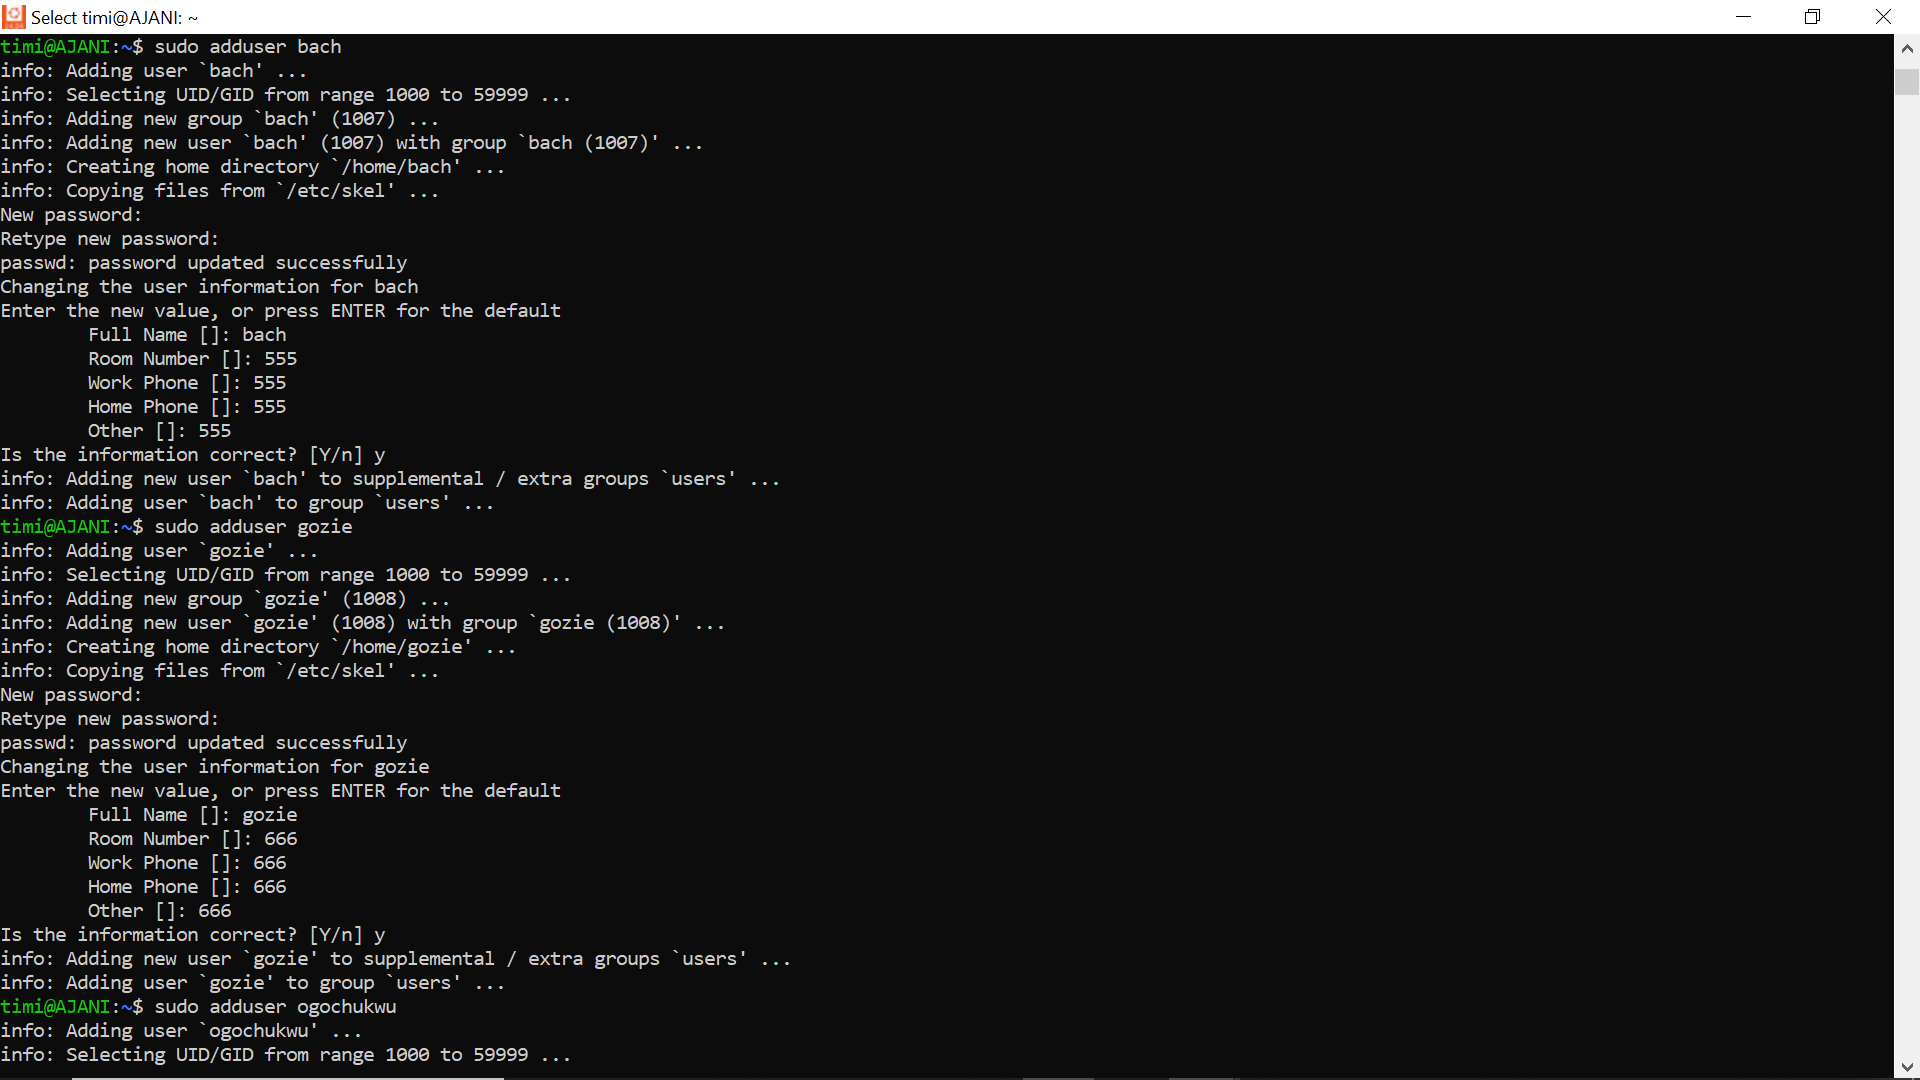 Select timi@AJANI: ~
timi@AJANI:~$ sudo adduser bach
info: Adding user `bach' ...
info: Selecting UID/GID from range 1000 to 59999 ...
info: Adding new group `bach' (1007) ...
info: Adding new user `bach' (1007) with group `bach (1007)' ...
info: Creating home directory `/home/bach' ...
info: Copying files from `/etc/skel' ...
New password:
Retype new password:
passwd: password updated successfully
Changing the user information for bach
Enter the new value, or press ENTER for the default
        Full Name []: bach
        Room Number []: 555
        Work Phone []: 555
        Home Phone []: 555
        Other []: 555
Is the information correct? [Y/n] y
info: Adding new user `bach' to supplemental / extra groups `users' ...
info: Adding user `bach' to group `users' ...
timi@AJANI:~$ sudo adduser gozie
info: Adding user `gozie' ...
info: Selecting UID/GID from range 1000 to 59999 ...
info: Adding new group `gozie' (1008) ...
info: Adding new user `gozie' (1008) with group `gozie (1008)' ...
info: Creating home directory `/home/gozie' ...
info: Copying files from `/etc/skel' ...
New password:
Retype new password:
passwd: password updated successfully
Changing the user information for gozie
Enter the new value, or press ENTER for the default
        Full Name []: gozie
        Room Number []: 666
        Work Phone []: 666
        Home Phone []: 666
        Other []: 666
Is the information correct? [Y/n] y
info: Adding new user `gozie' to supplemental / extra groups `users' ...
info: Adding user `gozie' to group `users' ...
timi@AJANI:~$ sudo adduser ogochukwu
info: Adding user `ogochukwu' ...
info: Selecting UID/GID from range 1000 to 59999 ...